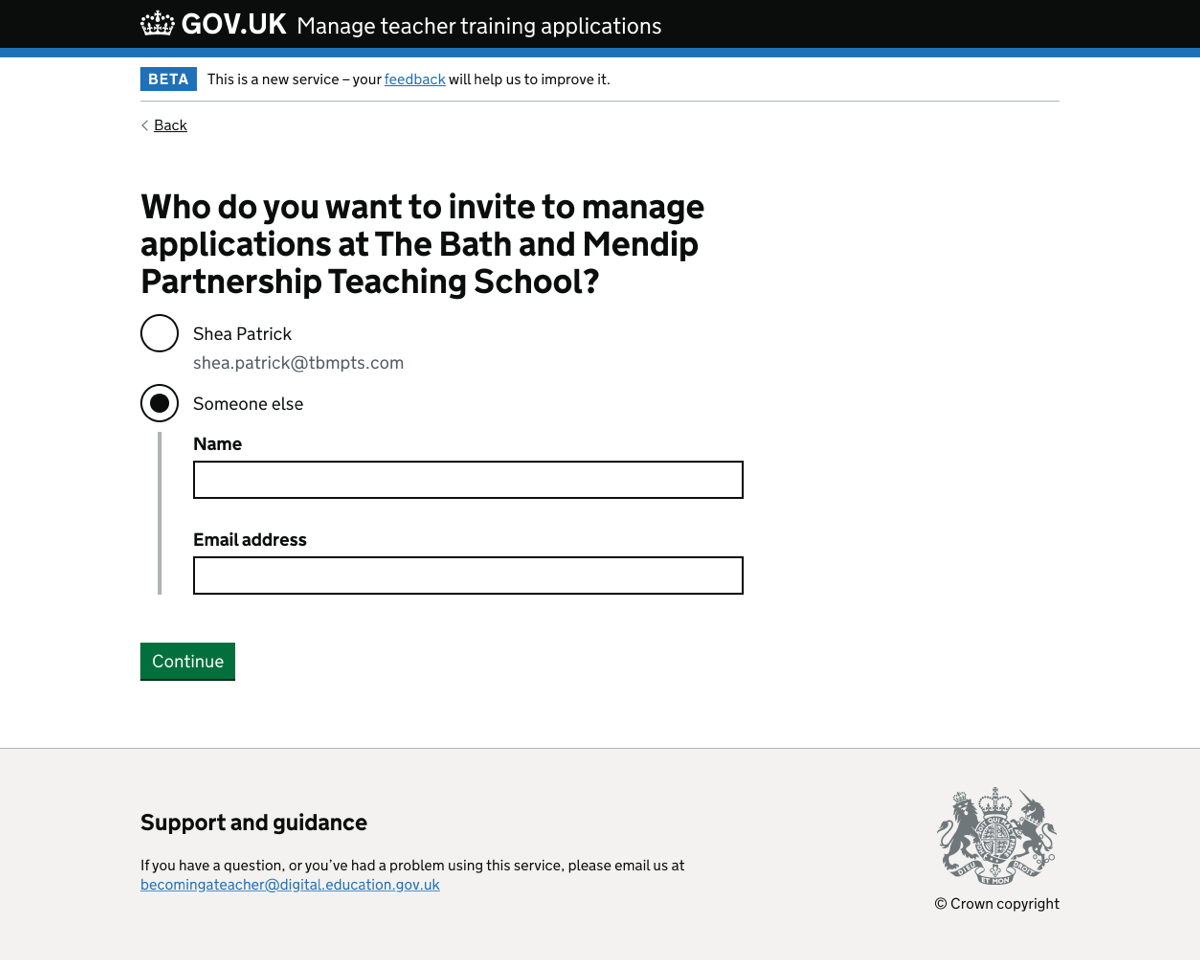 GOV.UK Manage teacher training applications
BETA This is a new service – your feedback will help us to improve it.
Back
Who do you want to invite to manage
applications at The Bath and Mendip
Partnership Teaching School?
Shea Patrick
shea.patrick@tbmpts.com
Someone else
Name
Email address
Continue
Support and guidance
If you have a question, or you’ve had a problem using this service, please email us at
becomingateacher@digital.education.gov.uk
© Crown copyright